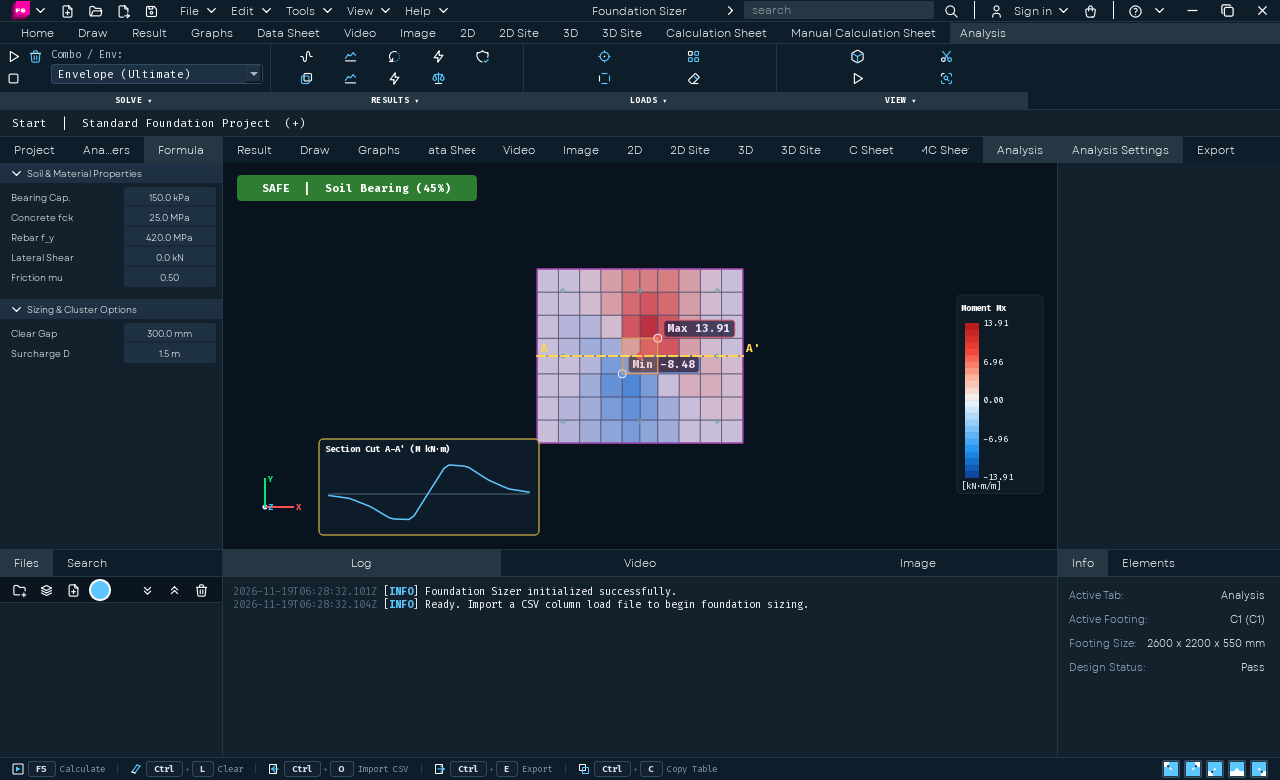 FS File Edit Tools View Help Foundation Sizer search Sign in
Home Draw Result Graphs Data Sheet Video Image 2D 2D Site 3D 3D Site Calculation Sheet Manual Calculation Sheet Analysis
Combo / Env:
Envelope (Ultimate)
SOLVE ▾ RESULTS ▾ LOADS ▾ VIEW ▾
Start | Standard Foundation Project (+)
Project Ana...ers Formula Result Draw Graphs ata Shee Video Image 2D 2D Site 3D 3D Site C Sheet MC Shee Analysis Analysis Settings Export
Soil & Material Properties
Bearing Cap. 150.0 kPa
Concrete fck 25.0 MPa
Rebar f_y 420.0 MPa
Lateral Shear 0.0 kN
Friction mu 0.50
Sizing & Cluster Options
Clear Gap 300.0 mm
Surcharge D 1.5 m
SAFE | Soil Bearing (45%)
Max 13.91
A A'
Min -8.48
Moment Mx
13.91
6.96
0.00
-6.96
-13.91
[kN·m/m]
Section Cut A-A' (M kN·m)
Y
Z X
Files Search
Log Video Image
2026-11-19T06:28:32.101Z [INFO] Foundation Sizer initialized successfully.
2026-11-19T06:28:32.104Z [INFO] Ready. Import a CSV column load file to begin foundation sizing.
Info Elements
Active Tab: Analysis
Active Footing: C1 (C1)
Footing Size: 2600 x 2200 x 550 mm
Design Status: Pass
F5 Calculate | Ctrl + L Clear | Ctrl + O Import CSV | Ctrl + E Export | Ctrl + C Copy Table